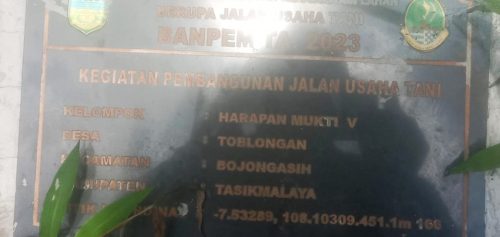 BERUPA JALAN USAHA TANI
2023
KEGIATAN PEMBANGUNAN JALAN USAHA TANI
KELOMPOK : HARAPAN MUKTI V
DESA : TOBLONGAN
KECAMATAN : BOJONGASIH
KABUPATEN : TASIKMALAYA
-7.53289, 108.10309.451.1m 166